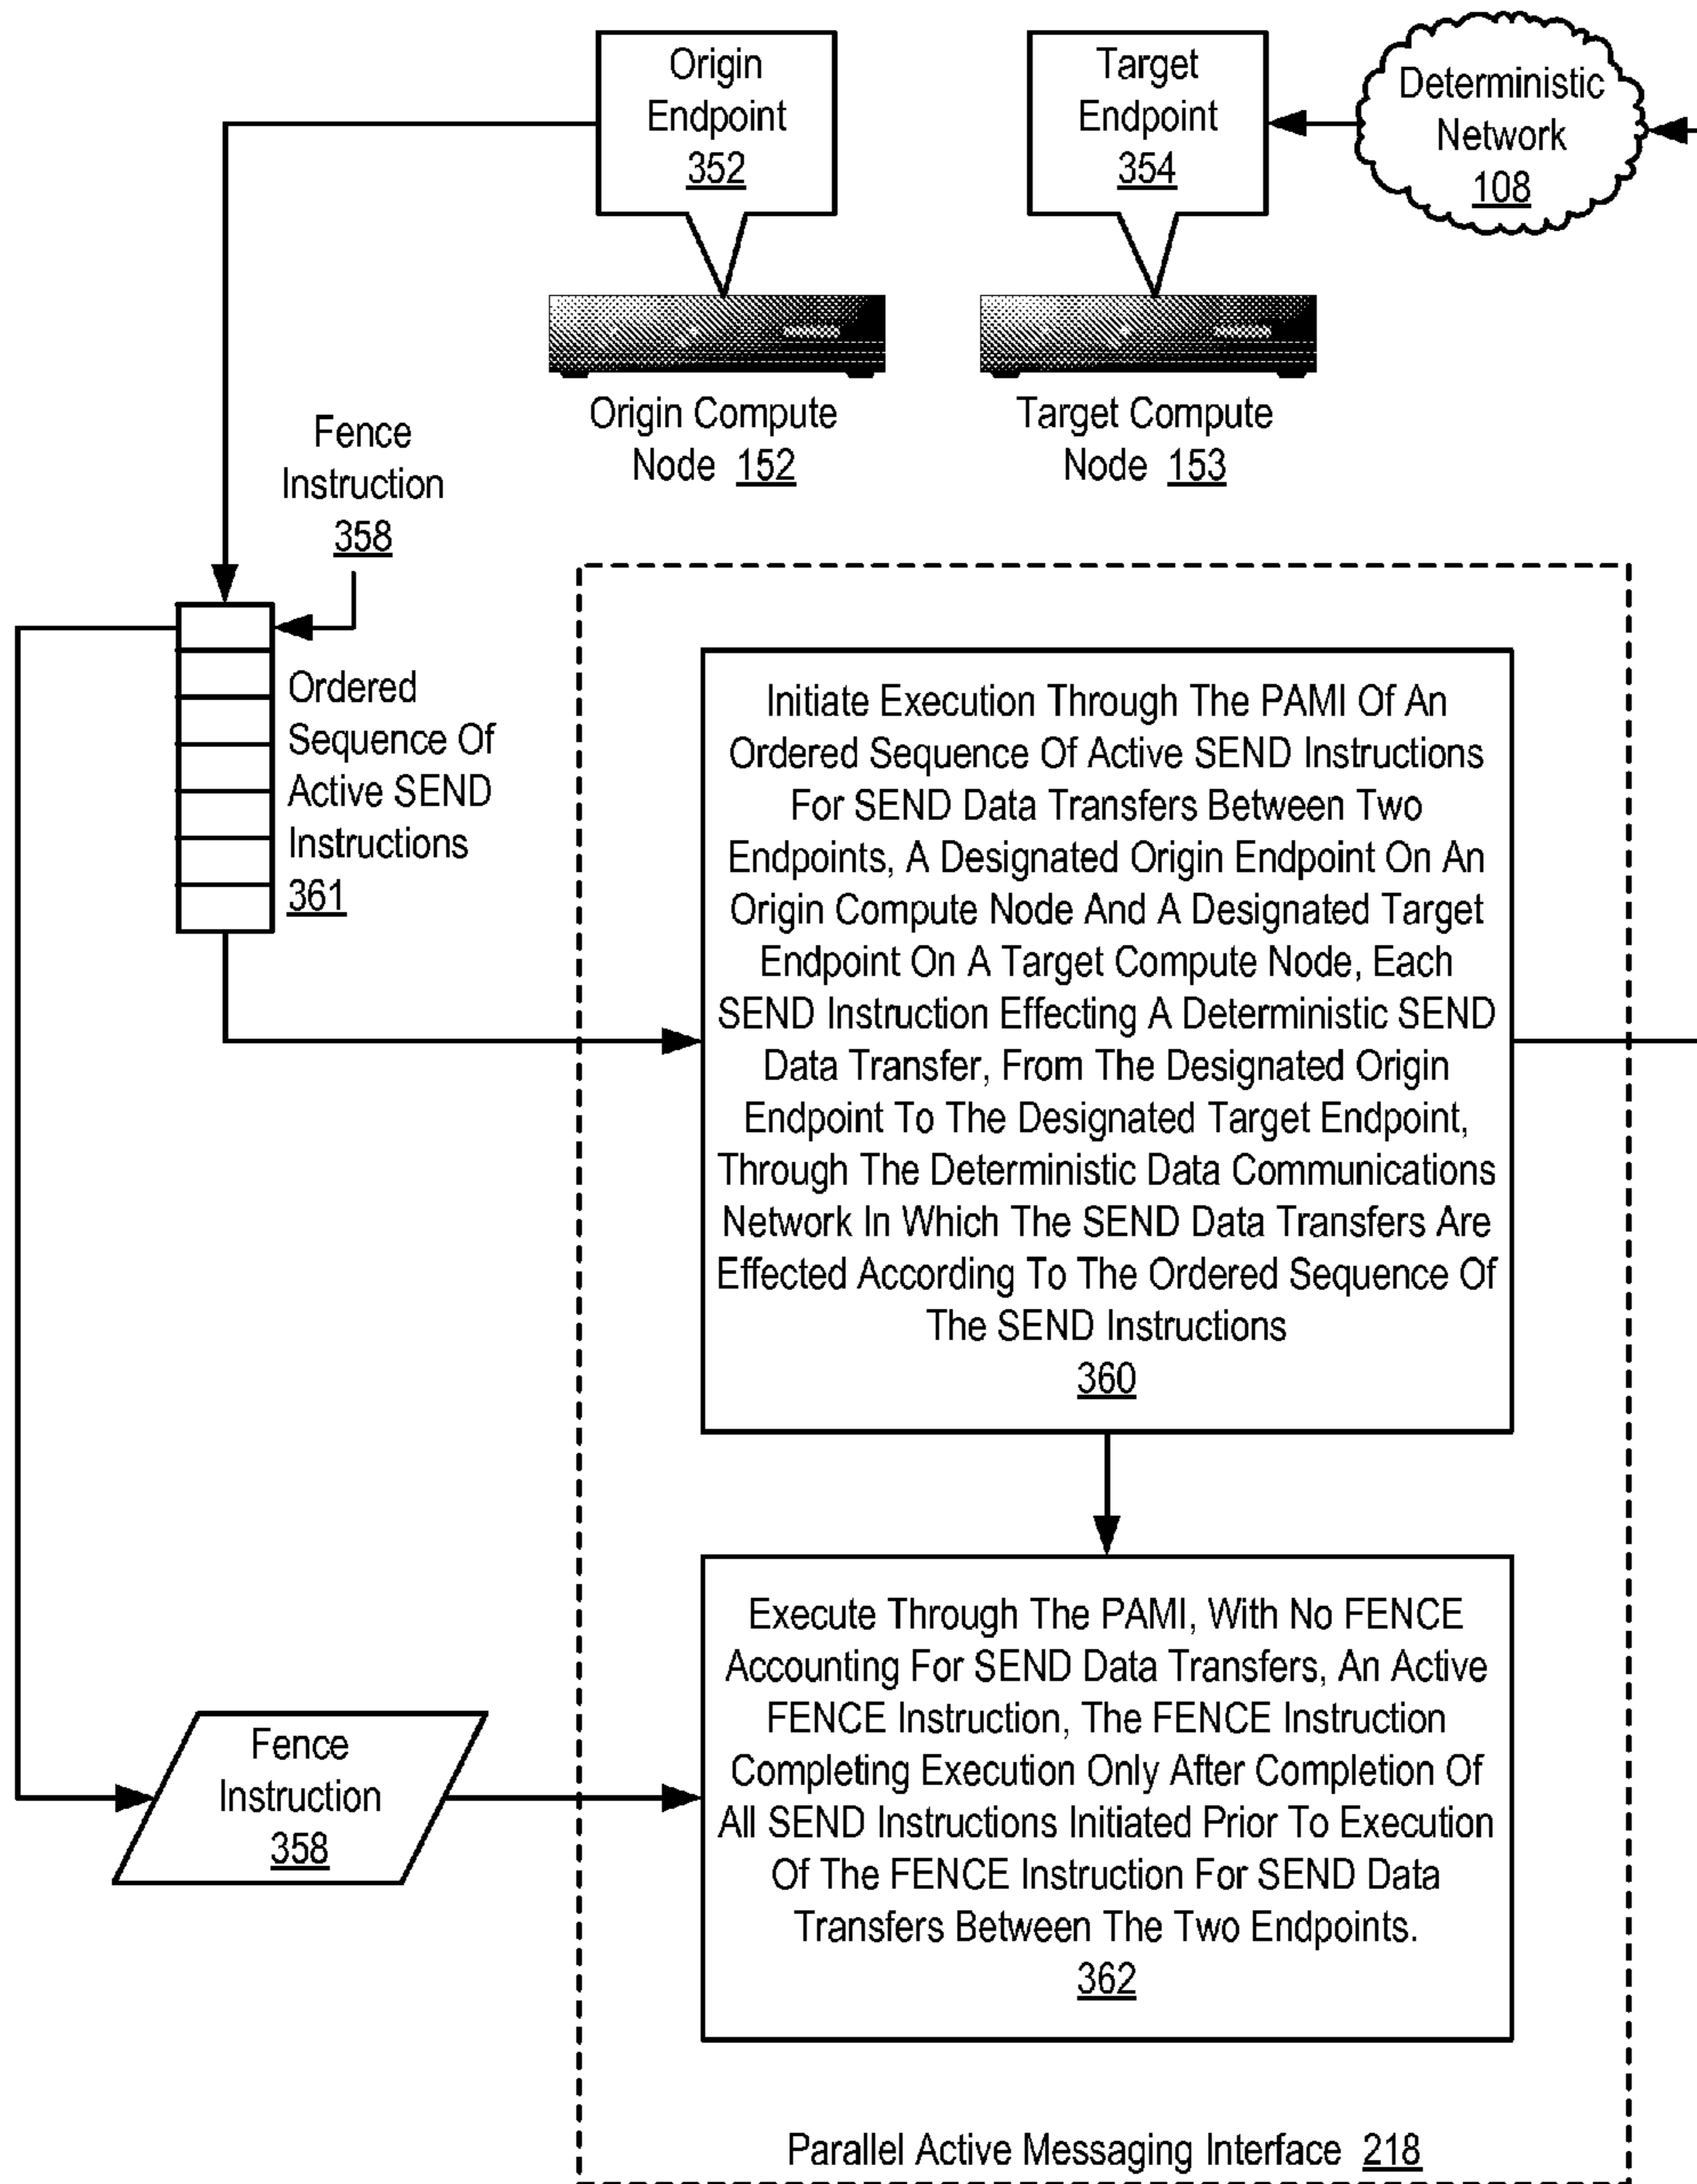 Origin
Endpoint
352
Target
Endpoint
354
Deterministic
Network
108
Origin Compute
Node 152
Target Compute
Node 153
Fence
Instruction
358
Ordered
Sequence Of
Active SEND
Instructions
361
Initiate Execution Through The PAMI Of An
Ordered Sequence Of Active SEND Instructions
For SEND Data Transfers Between Two
Endpoints, A Designated Origin Endpoint On An
Origin Compute Node And A Designated Target
Endpoint On A Target Compute Node, Each
SEND Instruction Effecting A Deterministic SEND
Data Transfer, From The Designated Origin
Endpoint To The Designated Target Endpoint,
Through The Deterministic Data Communications
Network In Which The SEND Data Transfers Are
Effected According To The Ordered Sequence Of
The SEND Instructions
360
Fence
Instruction
358
Execute Through The PAMI, With No FENCE
Accounting For SEND Data Transfers, An Active
FENCE Instruction, The FENCE Instruction
Completing Execution Only After Completion Of
All SEND Instructions Initiated Prior To Execution
Of The FENCE Instruction For SEND Data
Transfers Between The Two Endpoints.
362
Parallel Active Messaging Interface 218